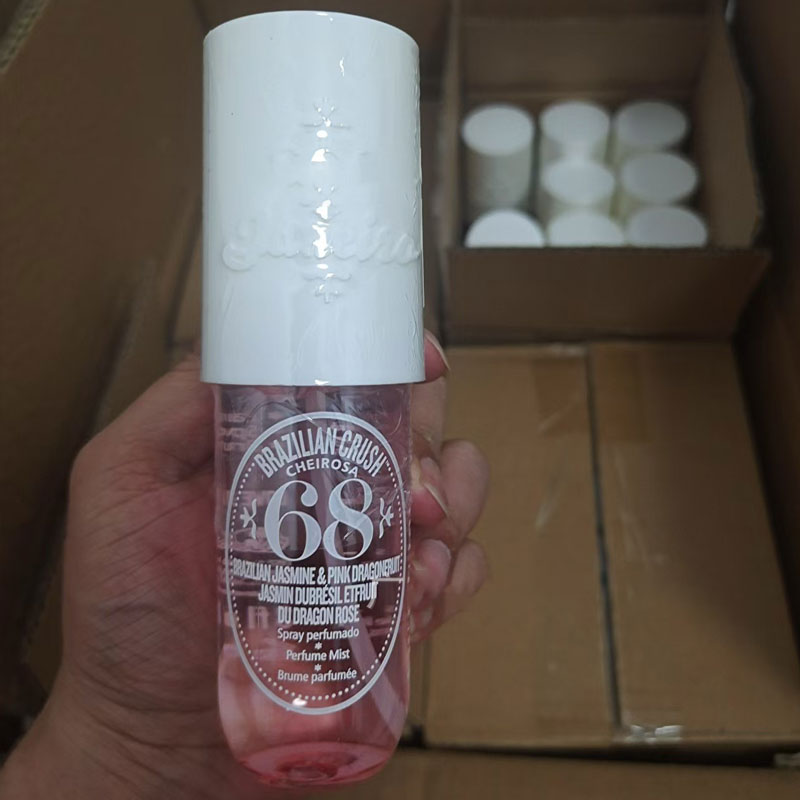 BRAZILIAN CRUSH
CHEIROSA
68
BRAZILIAN JASMINE & PINK DRAGONFRUIT
JASMIN DUBRÉSIL ETFRUIT
DU DRAGON ROSE
Spray perfumado
*
Perfume Mist
*
Brume parfumée